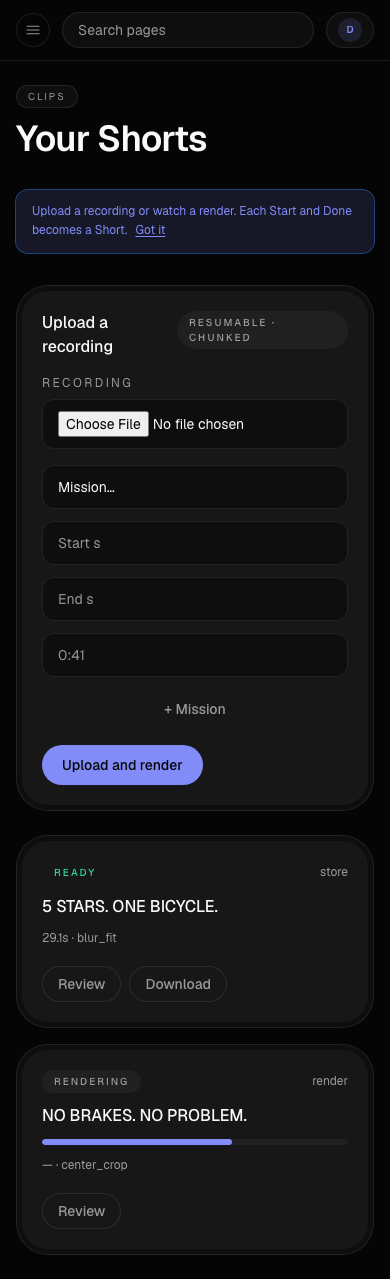 Search pages
D
CLIPS
Your Shorts
Upload a recording or watch a render. Each Start and Done
becomes a Short. Got it
Upload a
recording
RESUMABLE ·
CHUNKED
RECORDING
Choose File No file chosen
Mission…
Start s
End s
0:41
+ Mission
Upload and render
READY
store
5 STARS. ONE BICYCLE.
29.1s · blur_fit
Review
Download
RENDERING
render
NO BRAKES. NO PROBLEM.
— · center_crop
Review